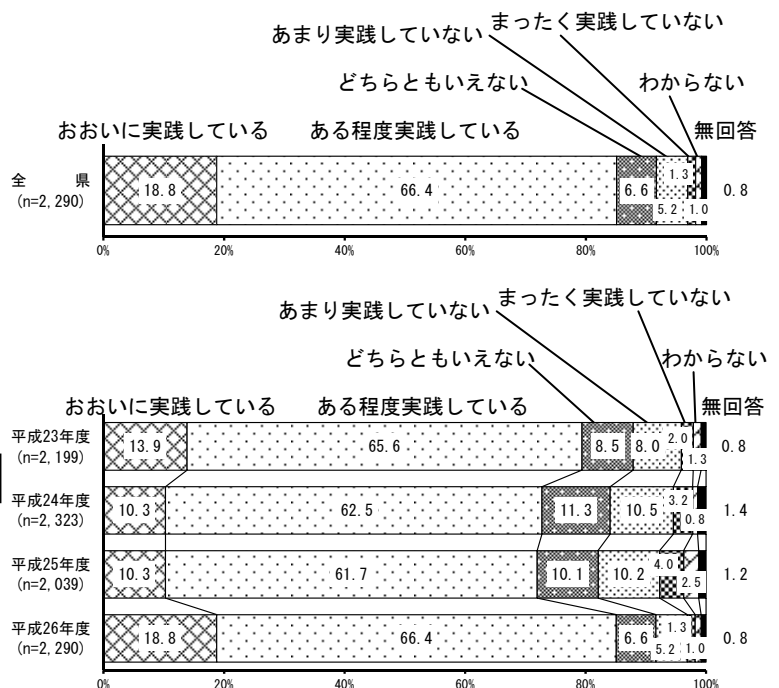 まったく実践していない
あまり実践していない
どちらともいえない わからない
おおいに実践している ある程度実践している 無回答
全 県
(n=2,290)
18.8 66.4 6.6 5.2 1.3 1.0 0.8
0% 20% 40% 60% 80% 100%
まったく実践していない
あまり実践していない
どちらともいえない わからない
おおいに実践している ある程度実践している 無回答
平成23年度
(n=2,199)
13.9 65.6 8.5 8.0 2.0 1.3 0.8
平成24年度
(n=2,323)
10.3 62.5 11.3 10.5 3.2 0.8 1.4
平成25年度
(n=2,039)
10.3 61.7 10.1 10.2 4.0 2.5 1.2
平成26年度
(n=2,290)
18.8 66.4 6.6 5.2 1.3 1.0 0.8
0% 20% 40% 60% 80% 100%